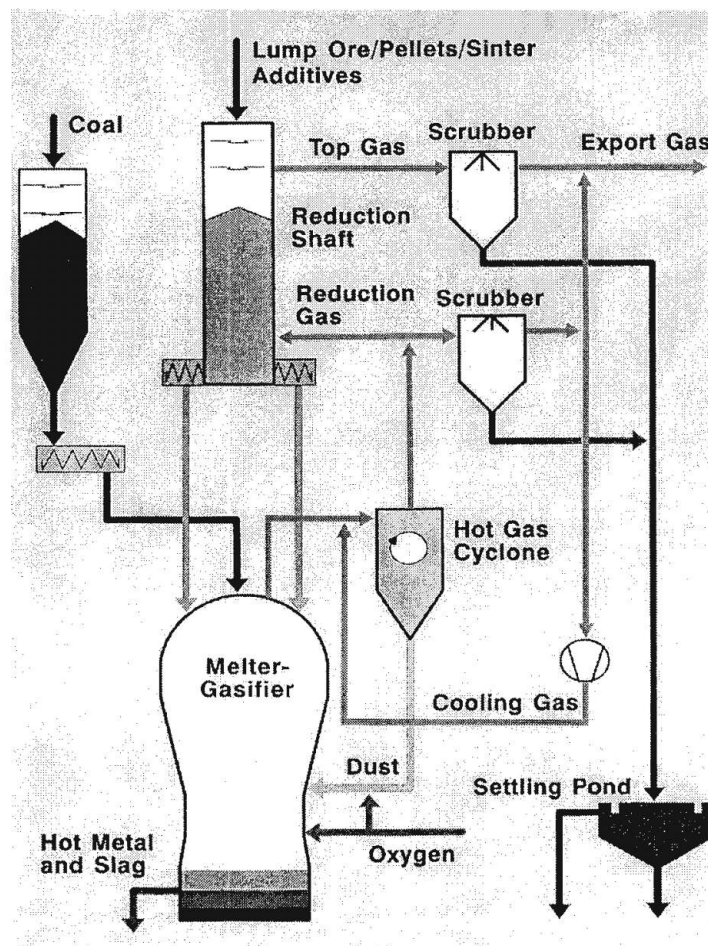 Lump Ore/Pellets/Sinter
Additives
Coal
Scrubber
Top Gas
Export Gas
Reduction
Shaft
Reduction
Gas
Scrubber
Hot Gas
Cyclone
Melter-
Gasifier
Cooling Gas
Dust
Settling Pond
Hot Metal
and Slag
Oxygen